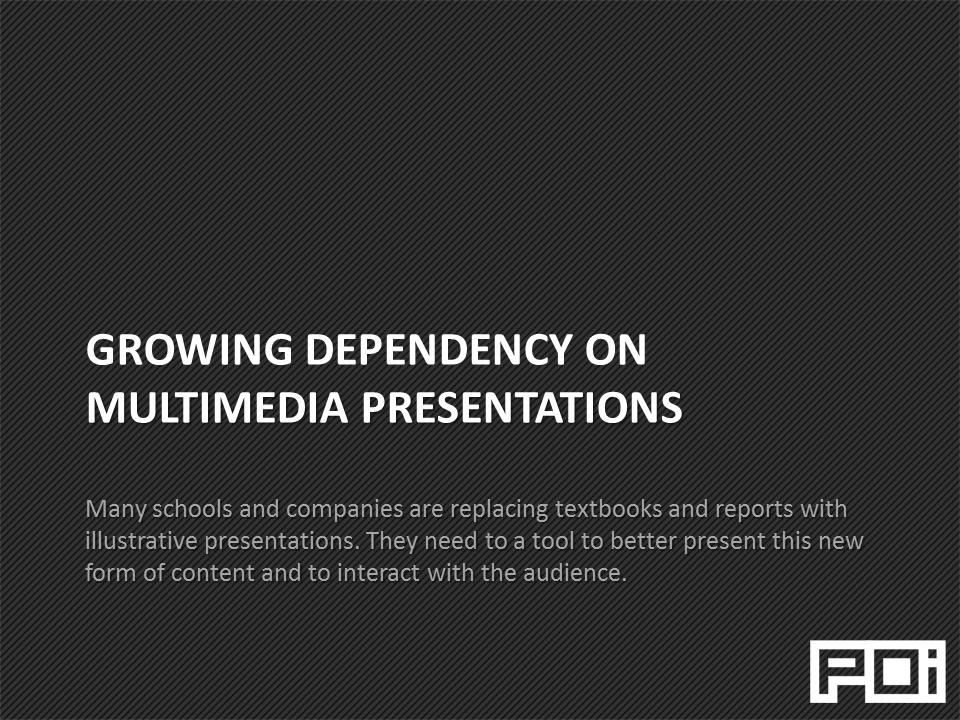 GROWING DEPENDENCY ON
MULTIMEDIA PRESENTATIONS
Many schools and companies are replacing textbooks and reports with
illustrative presentations. They need to a tool to better present this new
form of content and to interact with the audience.
POi